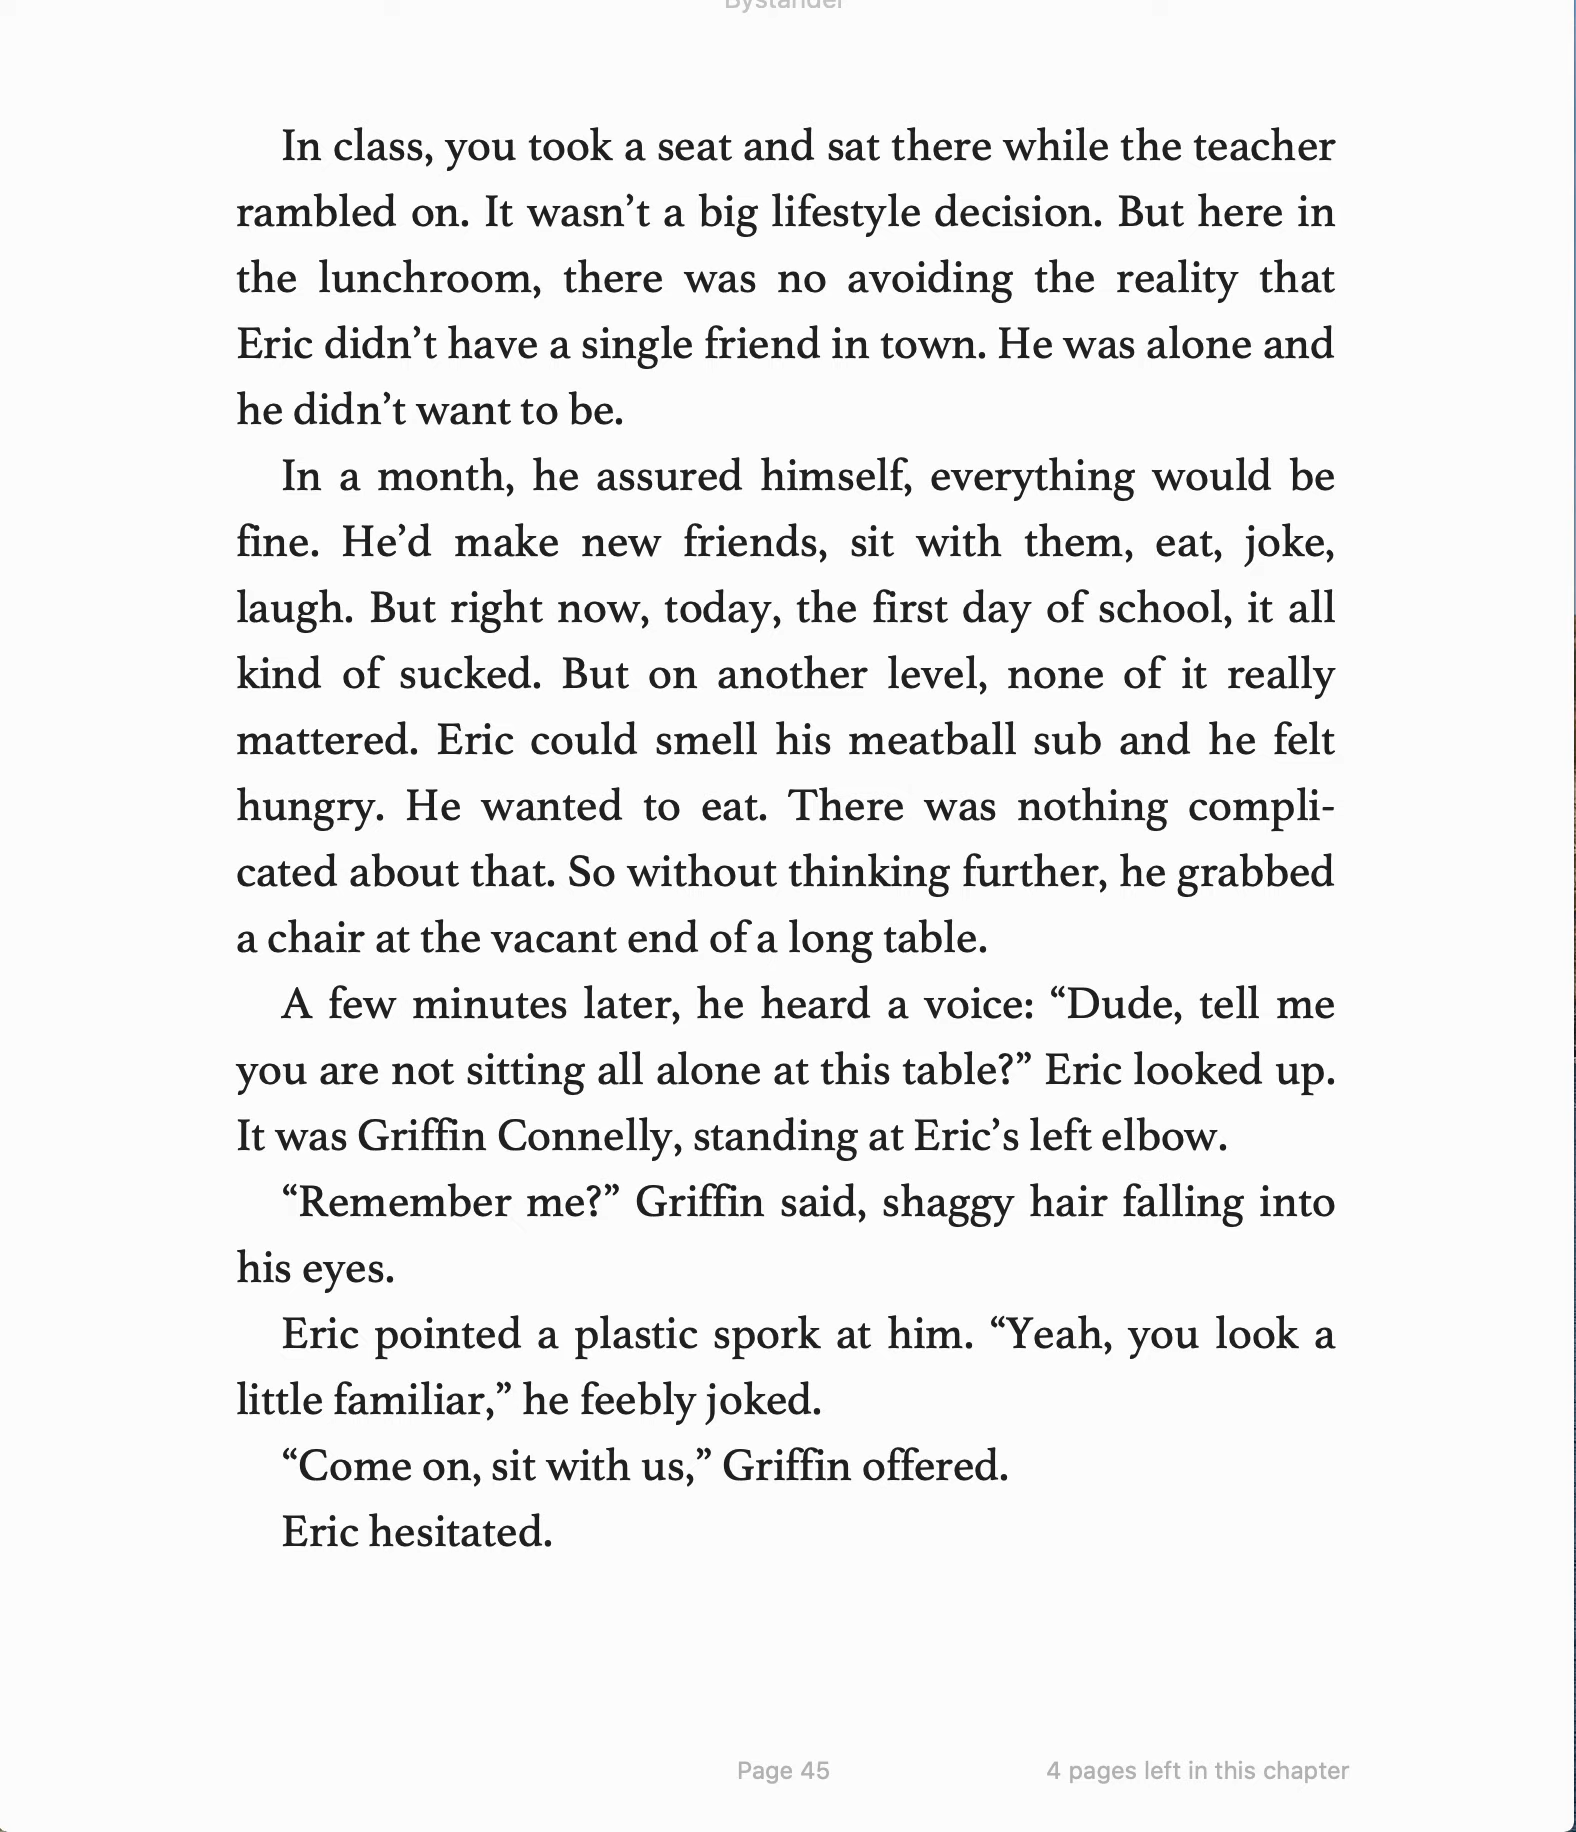 Bystander
In class, you took a seat and sat there while the teacher
rambled on. It wasn’t a big lifestyle decision. But here in
the lunchroom, there was no avoiding the reality that
Eric didn’t have a single friend in town. He was alone and
he didn’t want to be.
In a month, he assured himself, everything would be
fine. He’d make new friends, sit with them, eat, joke,
laugh. But right now, today, the first day of school, it all
kind of sucked. But on another level, none of it really
mattered. Eric could smell his meatball sub and he felt
hungry. He wanted to eat. There was nothing compli-
cated about that. So without thinking further, he grabbed
a chair at the vacant end of a long table.
A few minutes later, he heard a voice: “Dude, tell me
you are not sitting all alone at this table?” Eric looked up.
It was Griffin Connelly, standing at Eric’s left elbow.
“Remember me?” Griffin said, shaggy hair falling into
his eyes.
Eric pointed a plastic spork at him. “Yeah, you look a
little familiar,” he feebly joked.
“Come on, sit with us,” Griffin offered.
Eric hesitated.
Page 45
4 pages left in this chapter